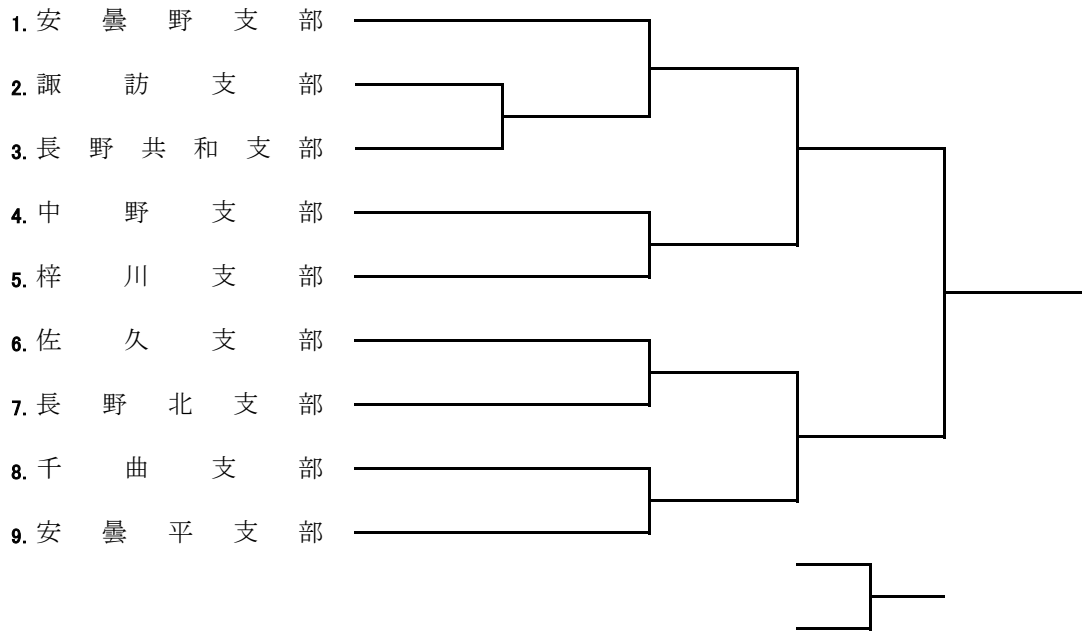 1. 安曇野支部
2. 諏訪支部
3. 長野共和支部
4. 中野支部
5. 梓川支部
6. 佐久支部
7. 長野北支部
8. 千曲支部
9. 安曇平支部